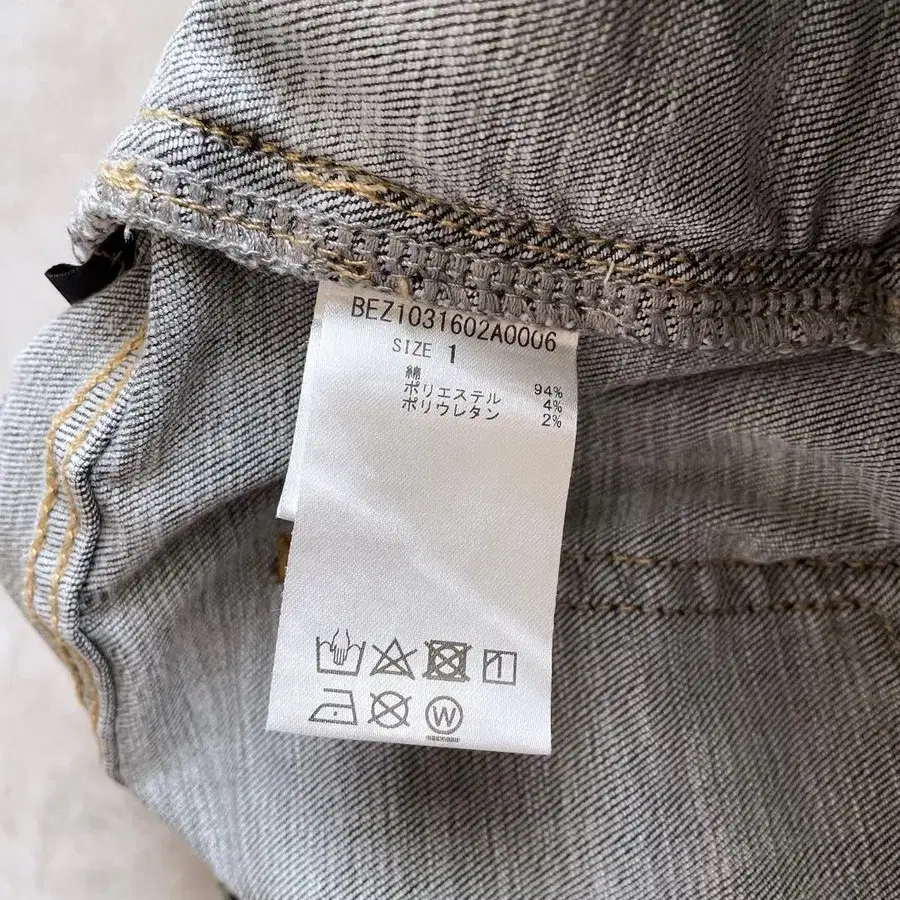 BEZ1031602A0006
SIZE 1
綿 94%
ポリエステル 4%
ポリウレタン 2%
W